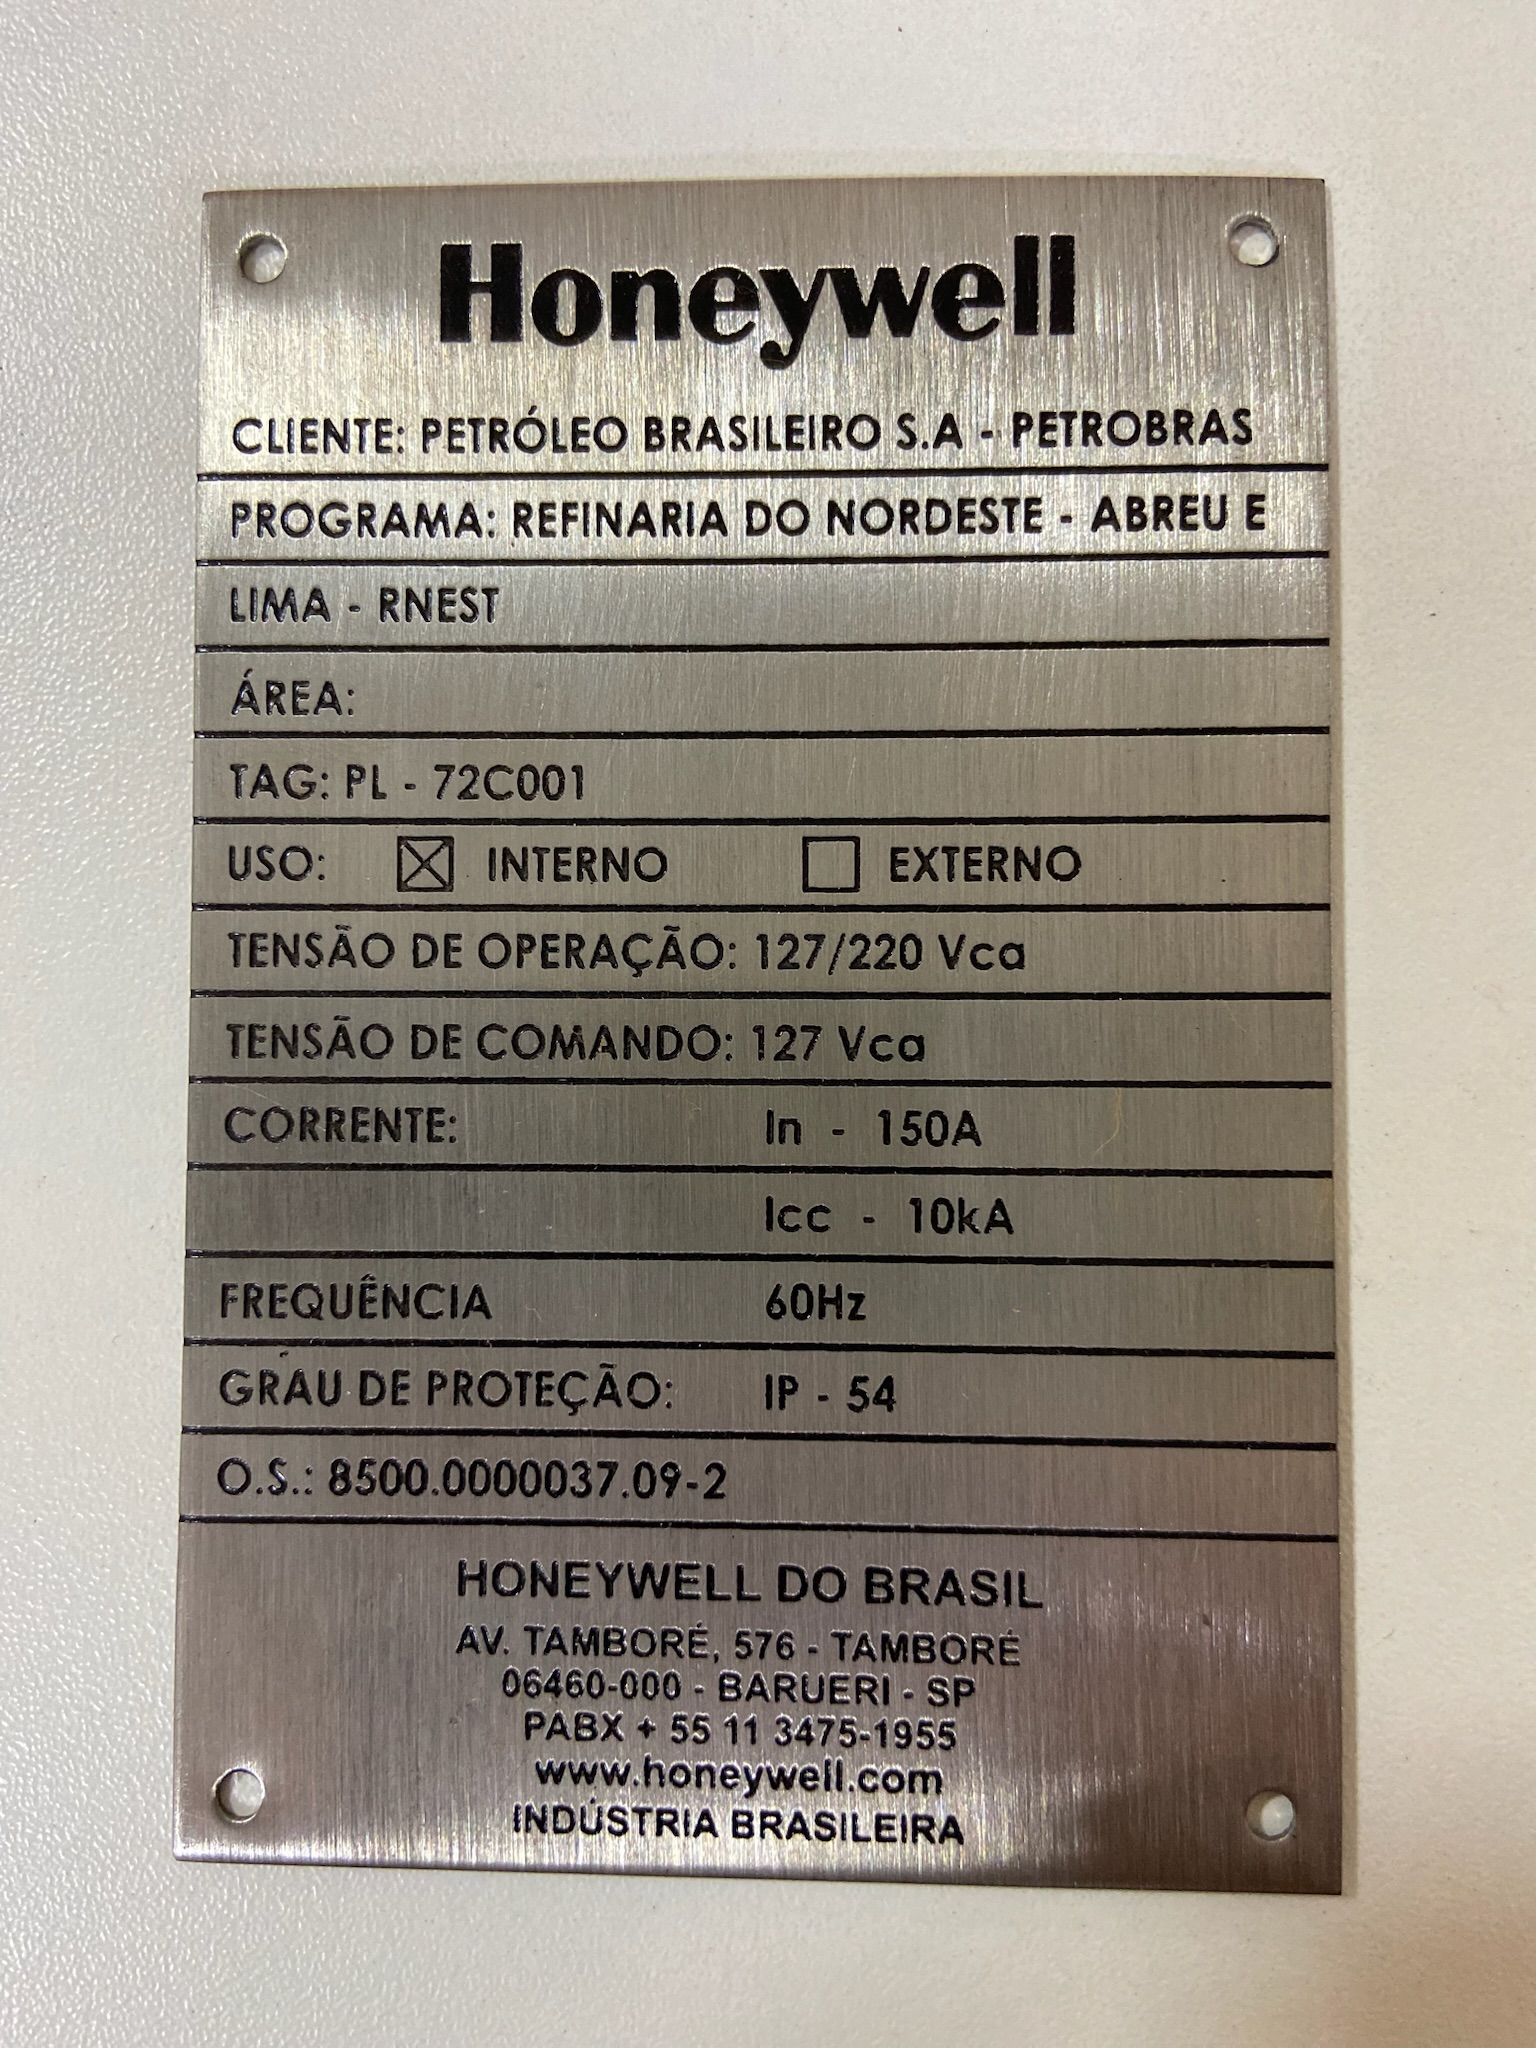 Honeywell
CLIENTE: PETRÓLEO BRASILEIRO S.A - PETROBRAS
PROGRAMA: REFINARIA DO NORDESTE - ABREU E
LIMA - RNEST
ÁREA:
TAG: PL - 72C001
USO: ☒ INTERNO ☐ EXTERNO
TENSÃO DE OPERAÇÃO: 127/220 Vca
TENSÃO DE COMANDO: 127 Vca
CORRENTE: In - 150A
Icc - 10kA
FREQUÊNCIA 60Hz
GRAU DE PROTEÇÃO: IP - 54
O.S.: 8500.0000037.09-2
HONEYWELL DO BRASIL
AV. TAMBORÉ, 576 - TAMBORÉ
06460-000 - BARUERI - SP
PABX + 55 11 3475-1955
www.honeywell.com
INDÚSTRIA BRASILEIRA